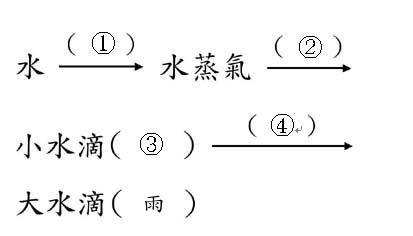 ( ① ) ( ② )
水 水蒸氣
( ④ )
小水滴( ③ )
大水滴( 雨 )